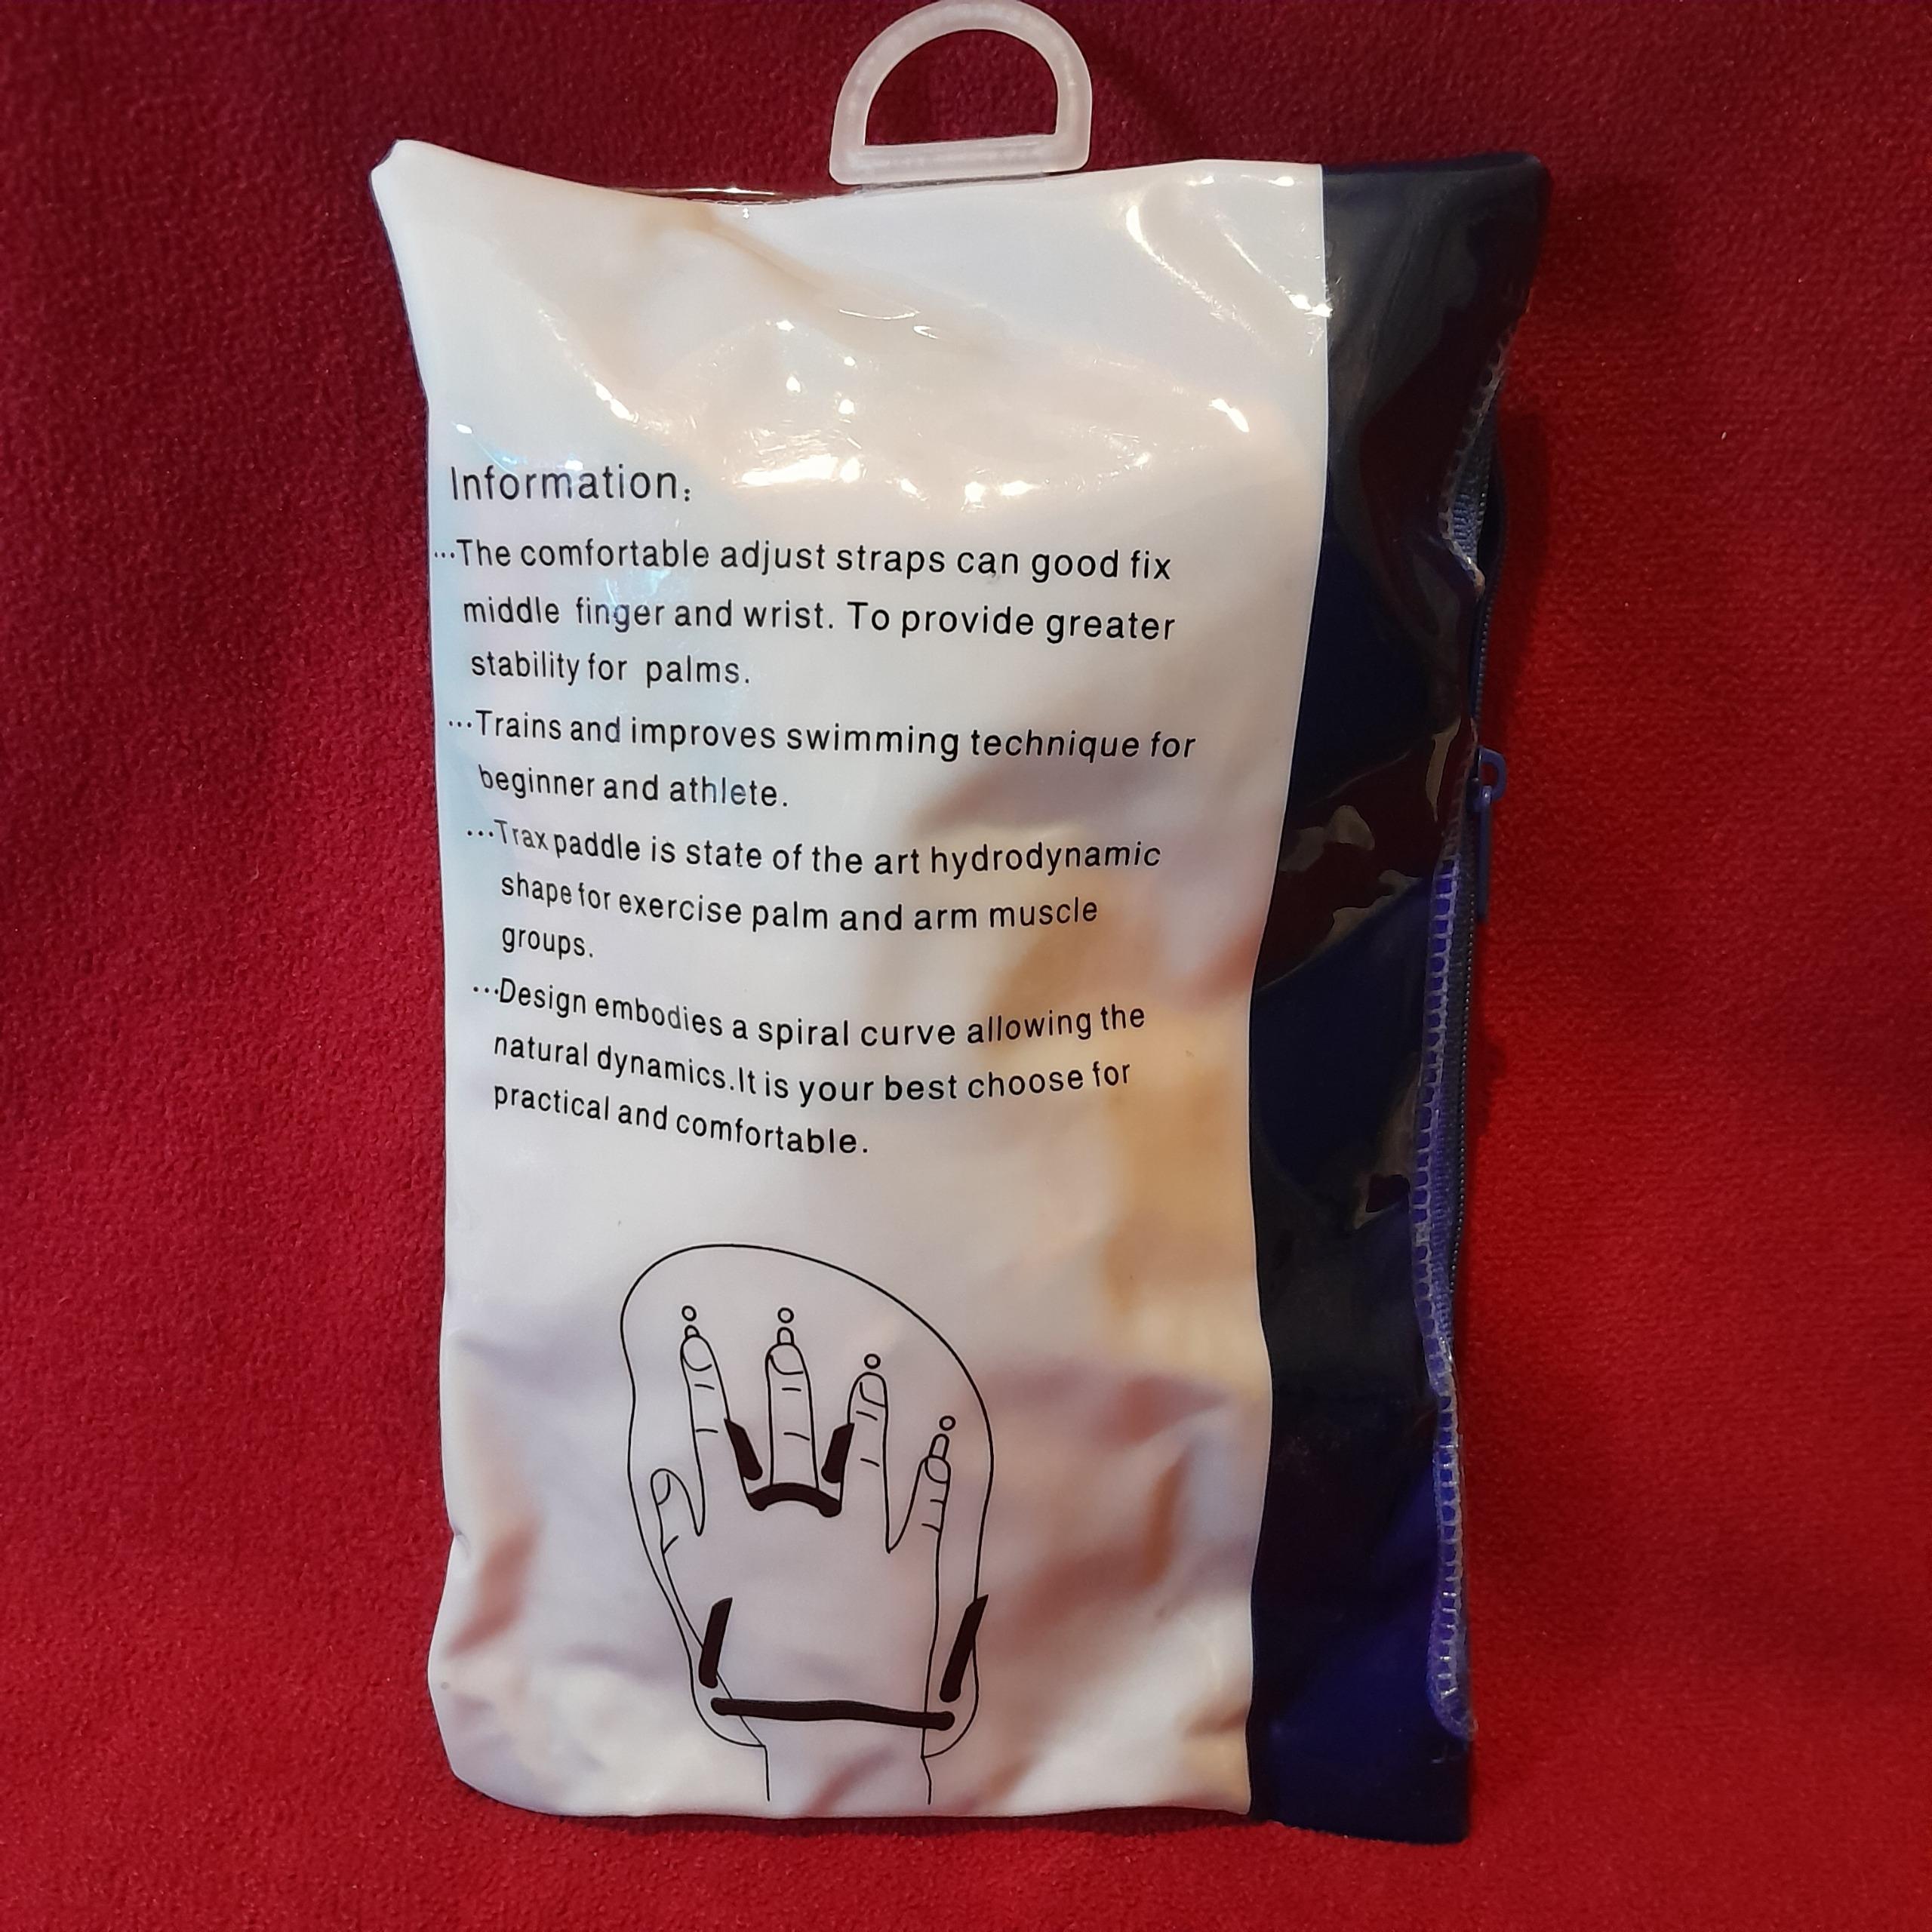 Information:
...The comfortable adjust straps can good fix
middle finger and wrist. To provide greater
stability for palms.
...Trains and improves swimming technique for
beginner and athlete.
...Trax paddle is state of the art hydrodynamic
shape for exercise palm and arm muscle
groups.
...Design embodies a spiral curve allowing the
natural dynamics.It is your best choose for
practical and comfortable.